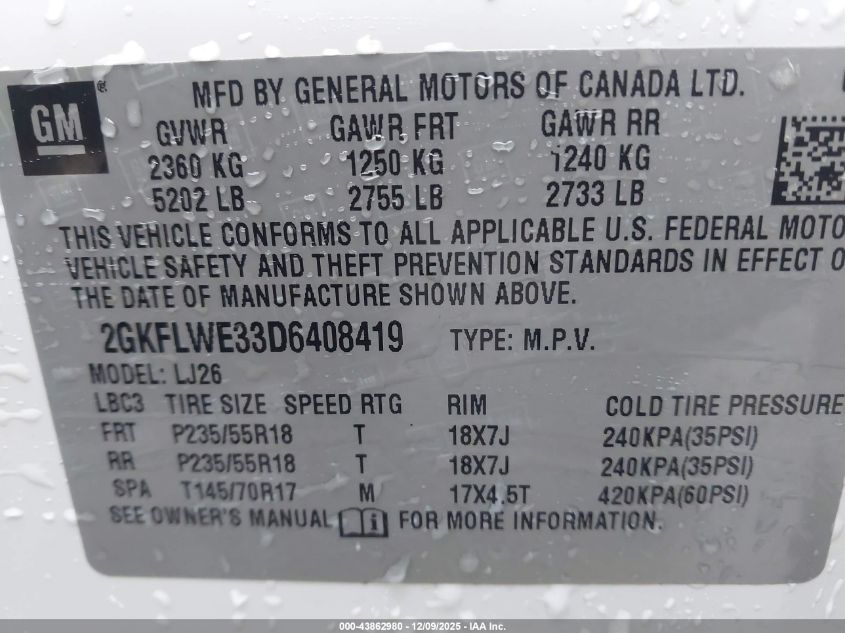 GM ® MFD BY GENERAL MOTORS OF CANADA LTD.
GVWR GAWR FRT GAWR RR
2360 KG 1250 KG 1240 KG
5202 LB 2755 LB 2733 LB
THIS VEHICLE CONFORMS TO ALL APPLICABLE U.S. FEDERAL MOTO
VEHICLE SAFETY AND THEFT PREVENTION STANDARDS IN EFFECT O
THE DATE OF MANUFACTURE SHOWN ABOVE.
2GKFLWE33D6408419 TYPE: M.P.V.
MODEL: LJ26
LBC3 TIRE SIZE SPEED RTG RIM COLD TIRE PRESSURE
FRT P235/55R18 T 18X7J 240KPA(35PSI)
RR P235/55R18 T 18X7J 240KPA(35PSI)
SPA T145/70R17 M 17X4.5T 420KPA(60PSI)
SEE OWNER'S MANUAL FOR MORE INFORMATION.
000-43862980 - 12/09/2025 - IAA Inc.